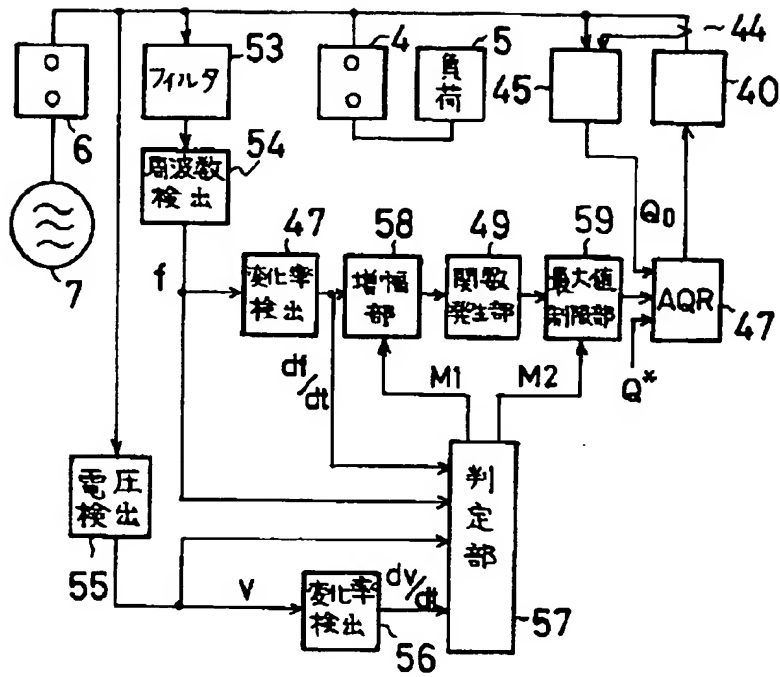 44
53
4
5
フィルタ
負
荷
45
40
6
周波数
検出
54
7
47
58
49
59
Q0
f
変化率
検出
増幅
部
関数
発生部
最大値
制限部
AQR
47
df/dt
M1
M2
Q*
電圧
検出
55
判
定
部
V
変化率
検出
dv/dt
56
57